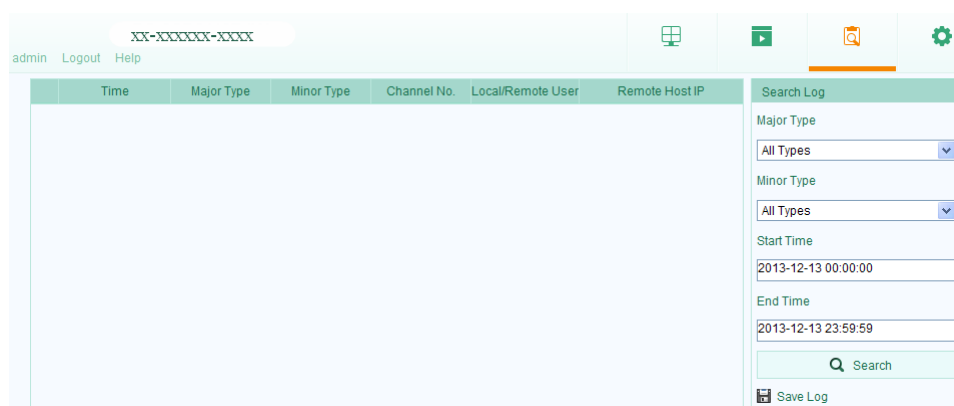 xx-xxxxxx-xxxx
admin Logout Help
Time Major Type Minor Type Channel No. Local/Remote User Remote Host IP
Search Log
Major Type
All Types
Minor Type
All Types
Start Time
2013-12-13 00:00:00
End Time
2013-12-13 23:59:59
Search
Save Log